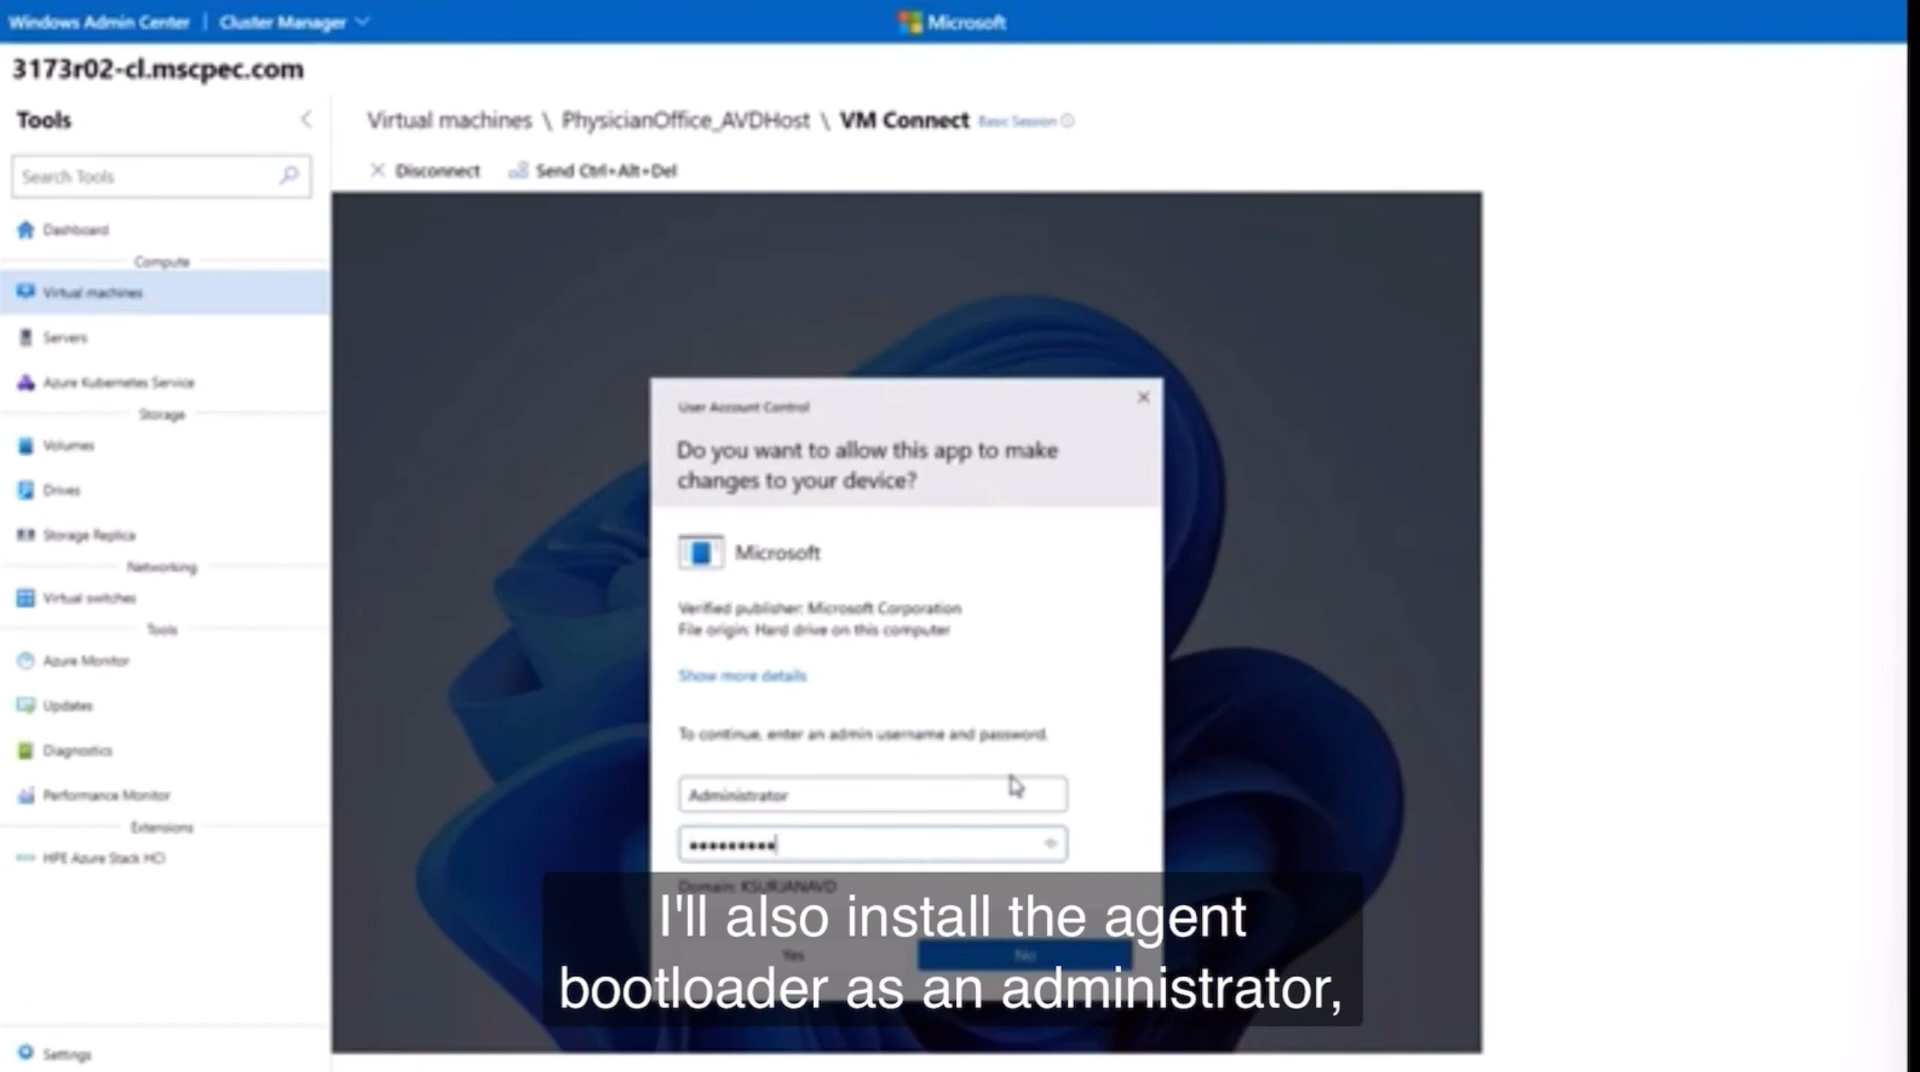 Windows Admin Center | Cluster Manager
Microsoft
3173r02-cl.mscpec.com
Tools
Search Tools
Dashboard
Compute
Virtual machines
Servers
Azure Kubernetes Service
Storage
Volumes
Drives
Storage Replica
Networking
Virtual switches
Tools
Azure Monitor
Updates
Diagnostics
Performance Monitor
Extensions
HPE Azure Stack HCI
Settings
Virtual machines \ PhysicianOffice_AVDHost \ VM Connect Basic Session
Disconnect Send Ctrl+Alt+Del
User Account Control
Do you want to allow this app to make
changes to your device?
Microsoft
Verified publisher: Microsoft Corporation
File origin: Hard drive on this computer
Show more details
To continue, enter an admin username and password.
Administrator
•••••••••
Domain: KSURJANAVD
Yes No
I'll also install the agent
bootloader as an administrator,